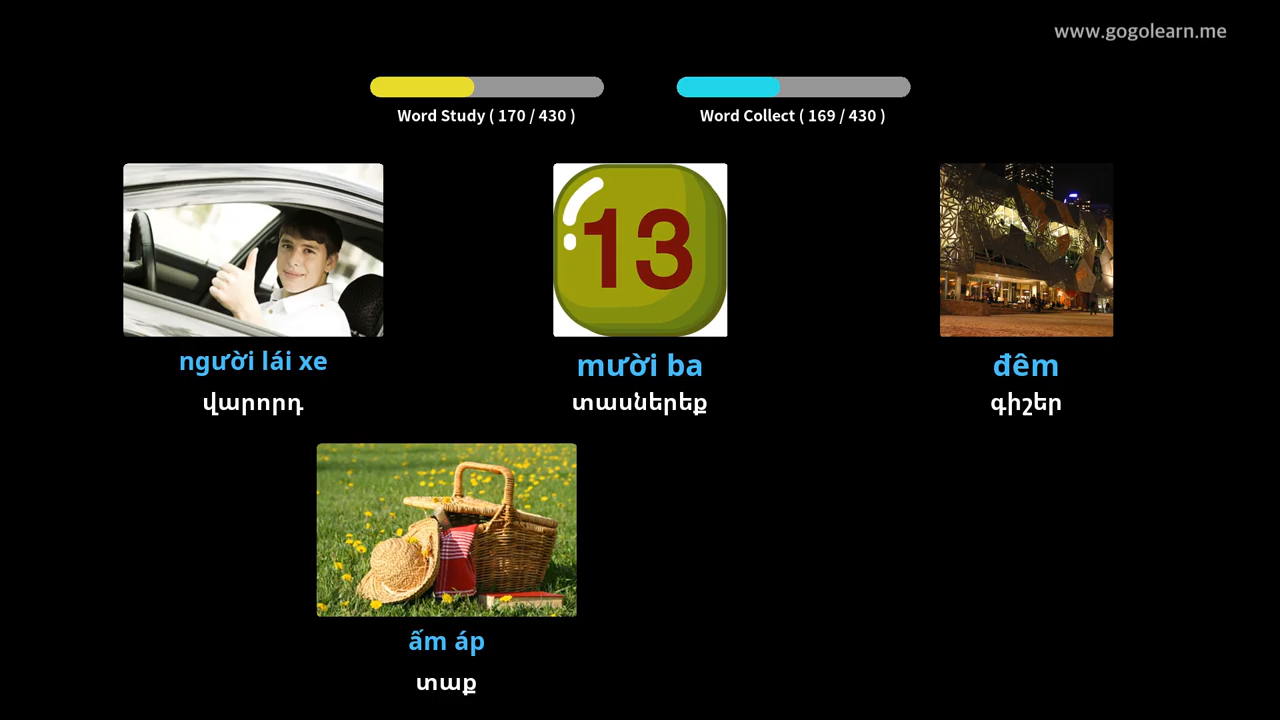 www.gogolearn.me
Word Study ( 170 / 430 )
Word Collect ( 169 / 430 )
13
người lái xe
վարորդ
mười ba
տասներեք
đêm
գիշեր
ấm áp
տաք